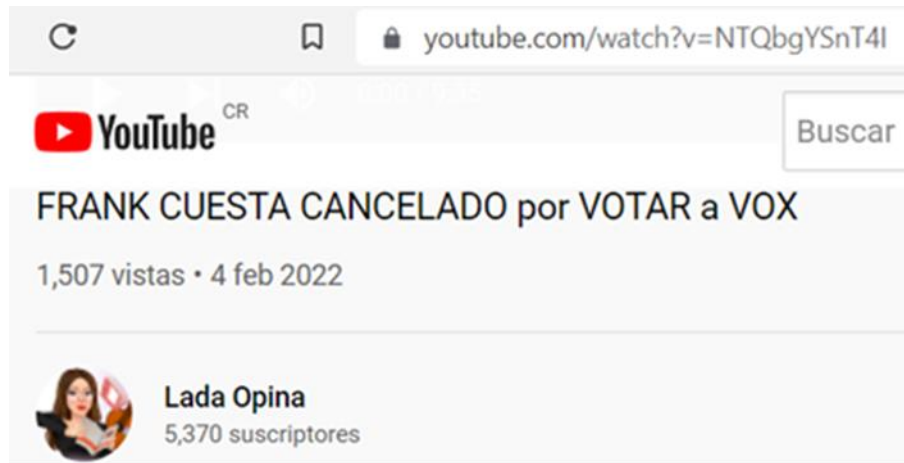 youtube.com/watch?v=NTQbgYSnT4I
YouTube CR
Buscar
FRANK CUESTA CANCELADO por VOTAR a VOX
1,507 vistas • 4 feb 2022
Lada Opina
5,370 suscriptores